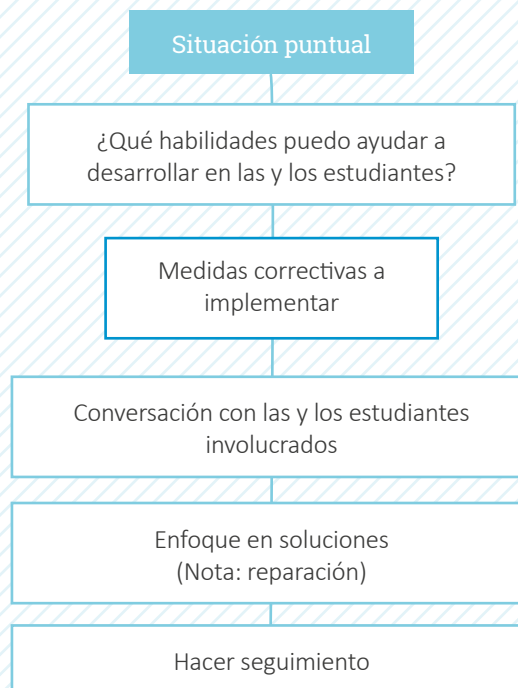 Situación puntual
¿Qué habilidades puedo ayudar a
desarrollar en las y los estudiantes?
Medidas correctivas a
implementar
Conversación con las y los estudiantes
involucrados
Enfoque en soluciones
(Nota: reparación)
Hacer seguimiento